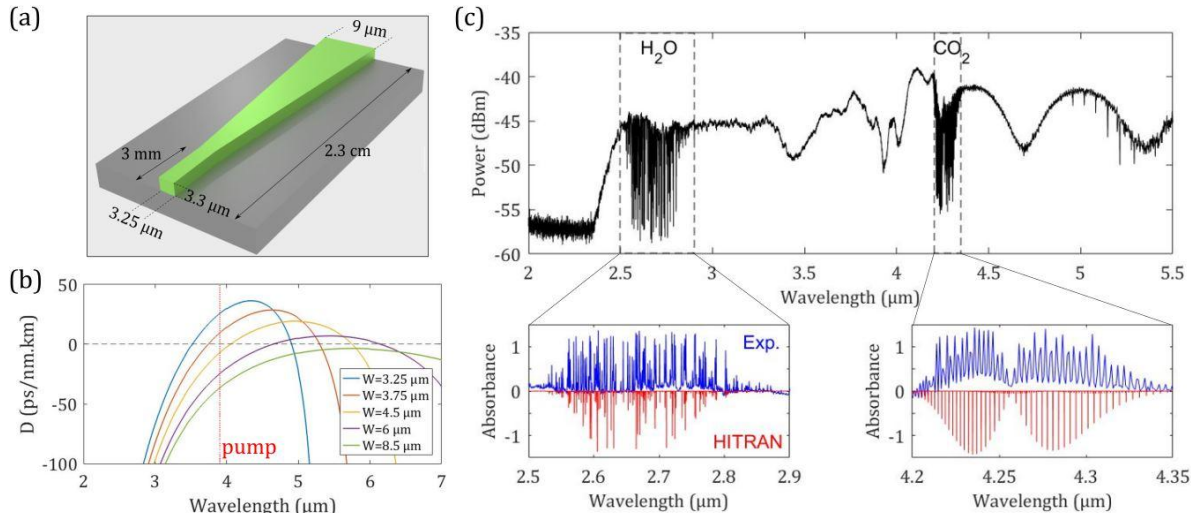 (a)
9 μm
3 mm
2.3 cm
3.3 μm
3.25 μm
(b)
50
0
-50
-100
D (ps/nm.km)
W=3.25 μm
W=3.75 μm
W=4.5 μm
W=6 μm
W=8.5 μm
pump
2 3 4 5 6 7
Wavelength (μm)
(c)
-35
-40
-45
-50
-55
-60
Power (dBm)
H₂O
CO₂
2 2.5 3 3.5 4 4.5 5 5.5
Wavelength (μm)
1
0
-1
Absorbance
Exp.
HITRAN
2.5 2.6 2.7 2.8 2.9
Wavelength (μm)
1
0
-1
Absorbance
4.2 4.25 4.3 4.35
Wavelength (μm)